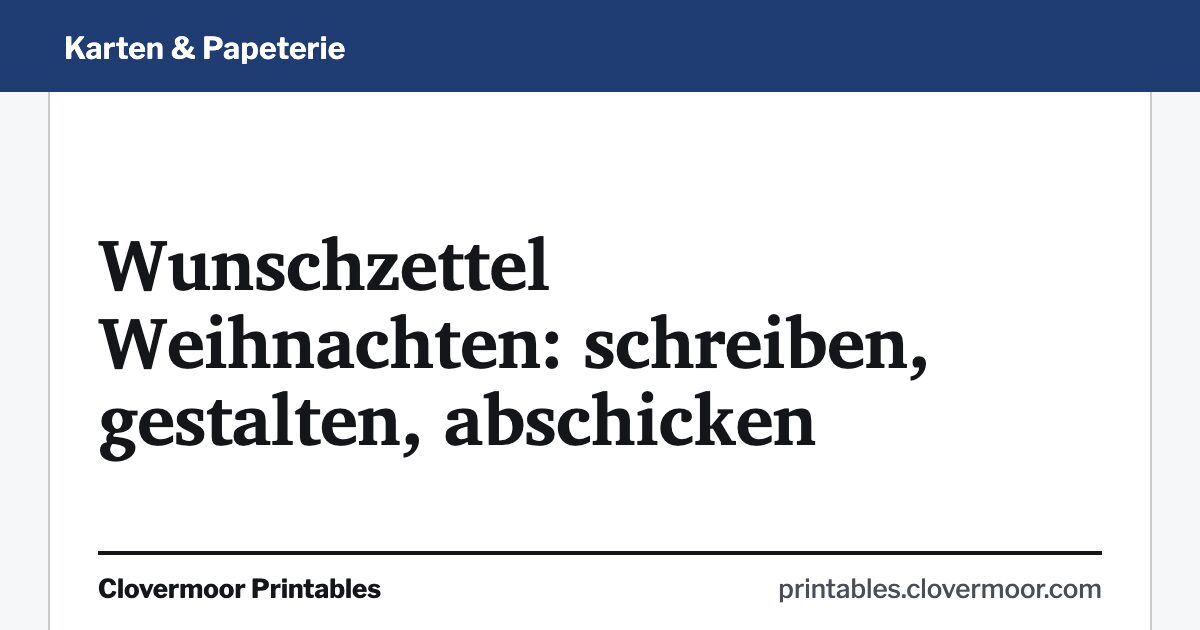 Karten & Papeterie
Wunschzettel
Weihnachten: schreiben,
gestalten, abschicken
Clovermoor Printables
printables.clovermoor.com